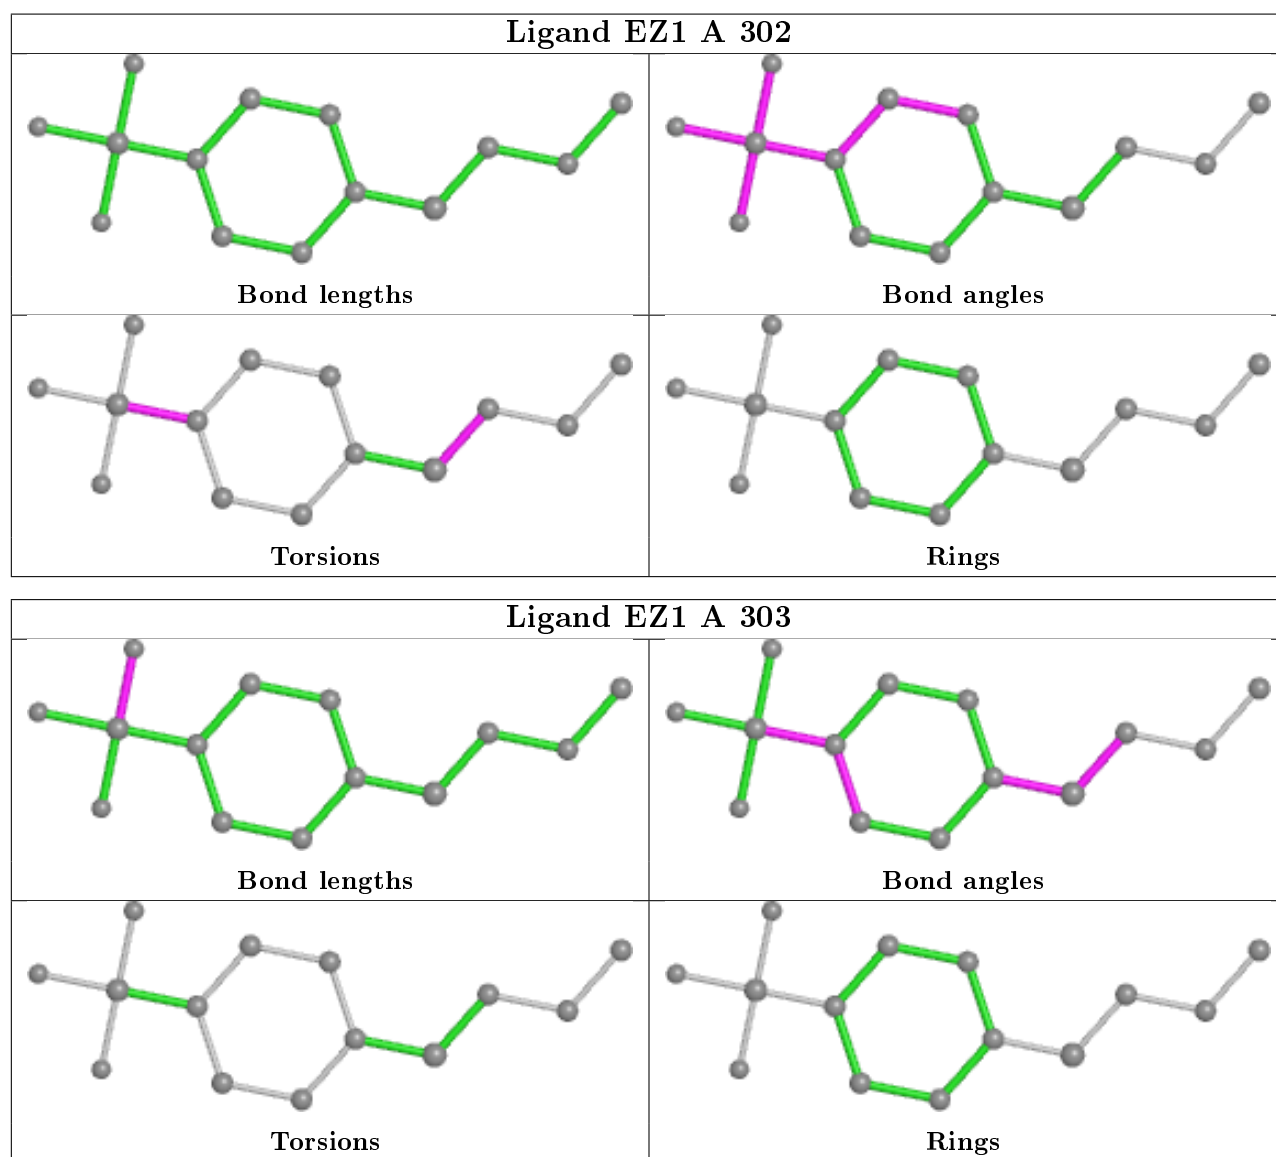 Ligand EZ1 A 302
Bond lengths
Bond angles
Torsions
Rings
Ligand EZ1 A 303
Bond lengths
Bond angles
Torsions
Rings